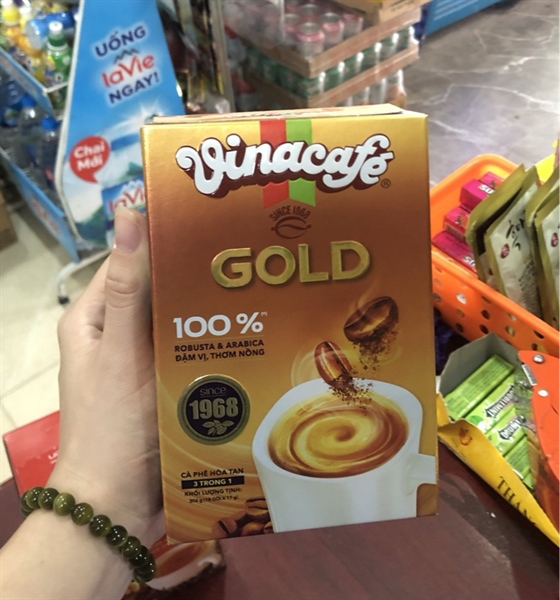 UỐNG
laVie
NGAY!
Chai
Mới
Vinacafé
®
SINCE 1968
GOLD
100 %
ROBUSTA & ARABICA
ĐẬM VỊ, THƠM NỒNG
since
1968
CÀ PHÊ HÒA TAN
3 TRONG 1
KHỐI LƯỢNG TỊNH: